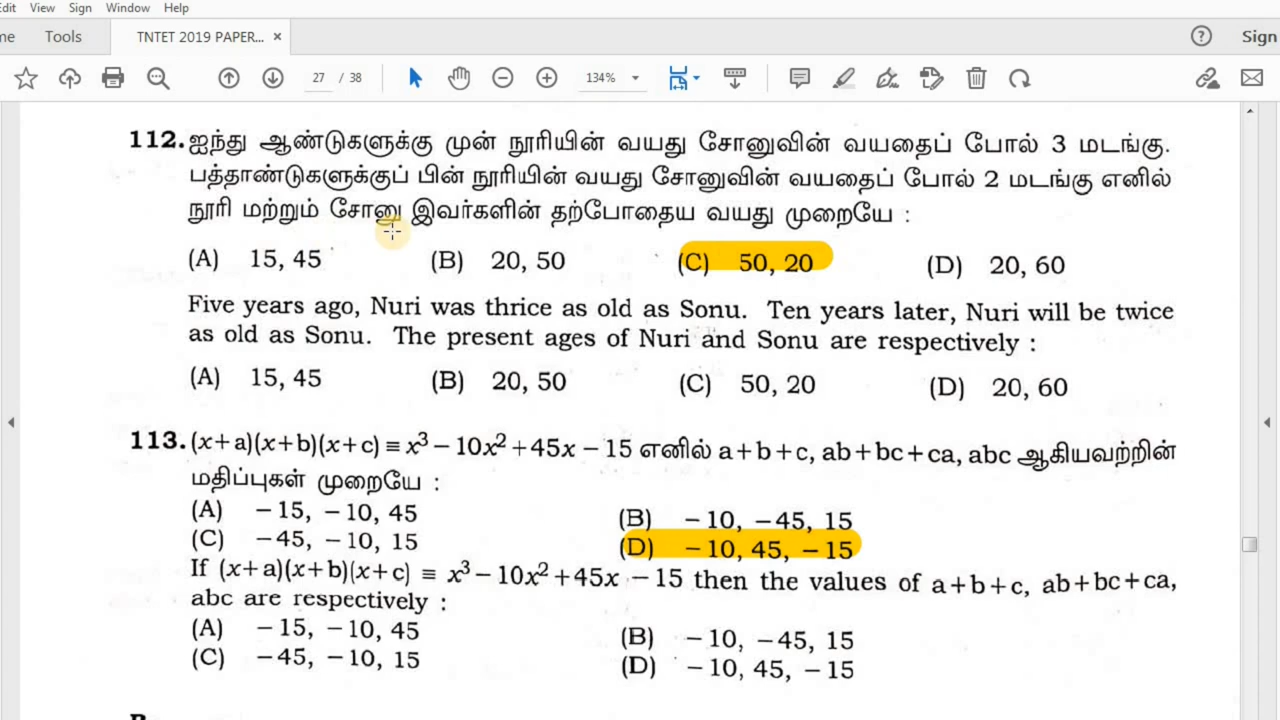 Edit View Sign Window Help
me Tools TNTET 2019 PAPER... × ? Sign
27 / 38 134%
112. ஐந்து ஆண்டுகளுக்கு முன் நூரியின் வயது சோனுவின் வயதைப் போல் 3 மடங்கு.
பத்தாண்டுகளுக்குப் பின் நூரியின் வயது சோனுவின் வயதைப் போல் 2 மடங்கு எனில்
நூரி மற்றும் சோனு இவர்களின் தற்போதைய வயது முறையே :
(A) 15, 45 (B) 20, 50 (C) 50, 20 (D) 20, 60
Five years ago, Nuri was thrice as old as Sonu. Ten years later, Nuri will be twice
as old as Sonu. The present ages of Nuri and Sonu are respectively :
(A) 15, 45 (B) 20, 50 (C) 50, 20 (D) 20, 60
113. (x+a)(x+b)(x+c) ≡ x³ − 10x² + 45x − 15 எனில் a+b+c, ab+bc+ca, abc ஆகியவற்றின்
மதிப்புகள் முறையே :
(A) −15, −10, 45 (B) −10, −45, 15
(C) −45, −10, 15 (D) −10, 45, −15
If (x+a)(x+b)(x+c) ≡ x³ − 10x² + 45x − 15 then the values of a+b+c, ab+bc+ca,
abc are respectively :
(A) −15, −10, 45 (B) −10, −45, 15
(C) −45, −10, 15 (D) −10, 45, −15